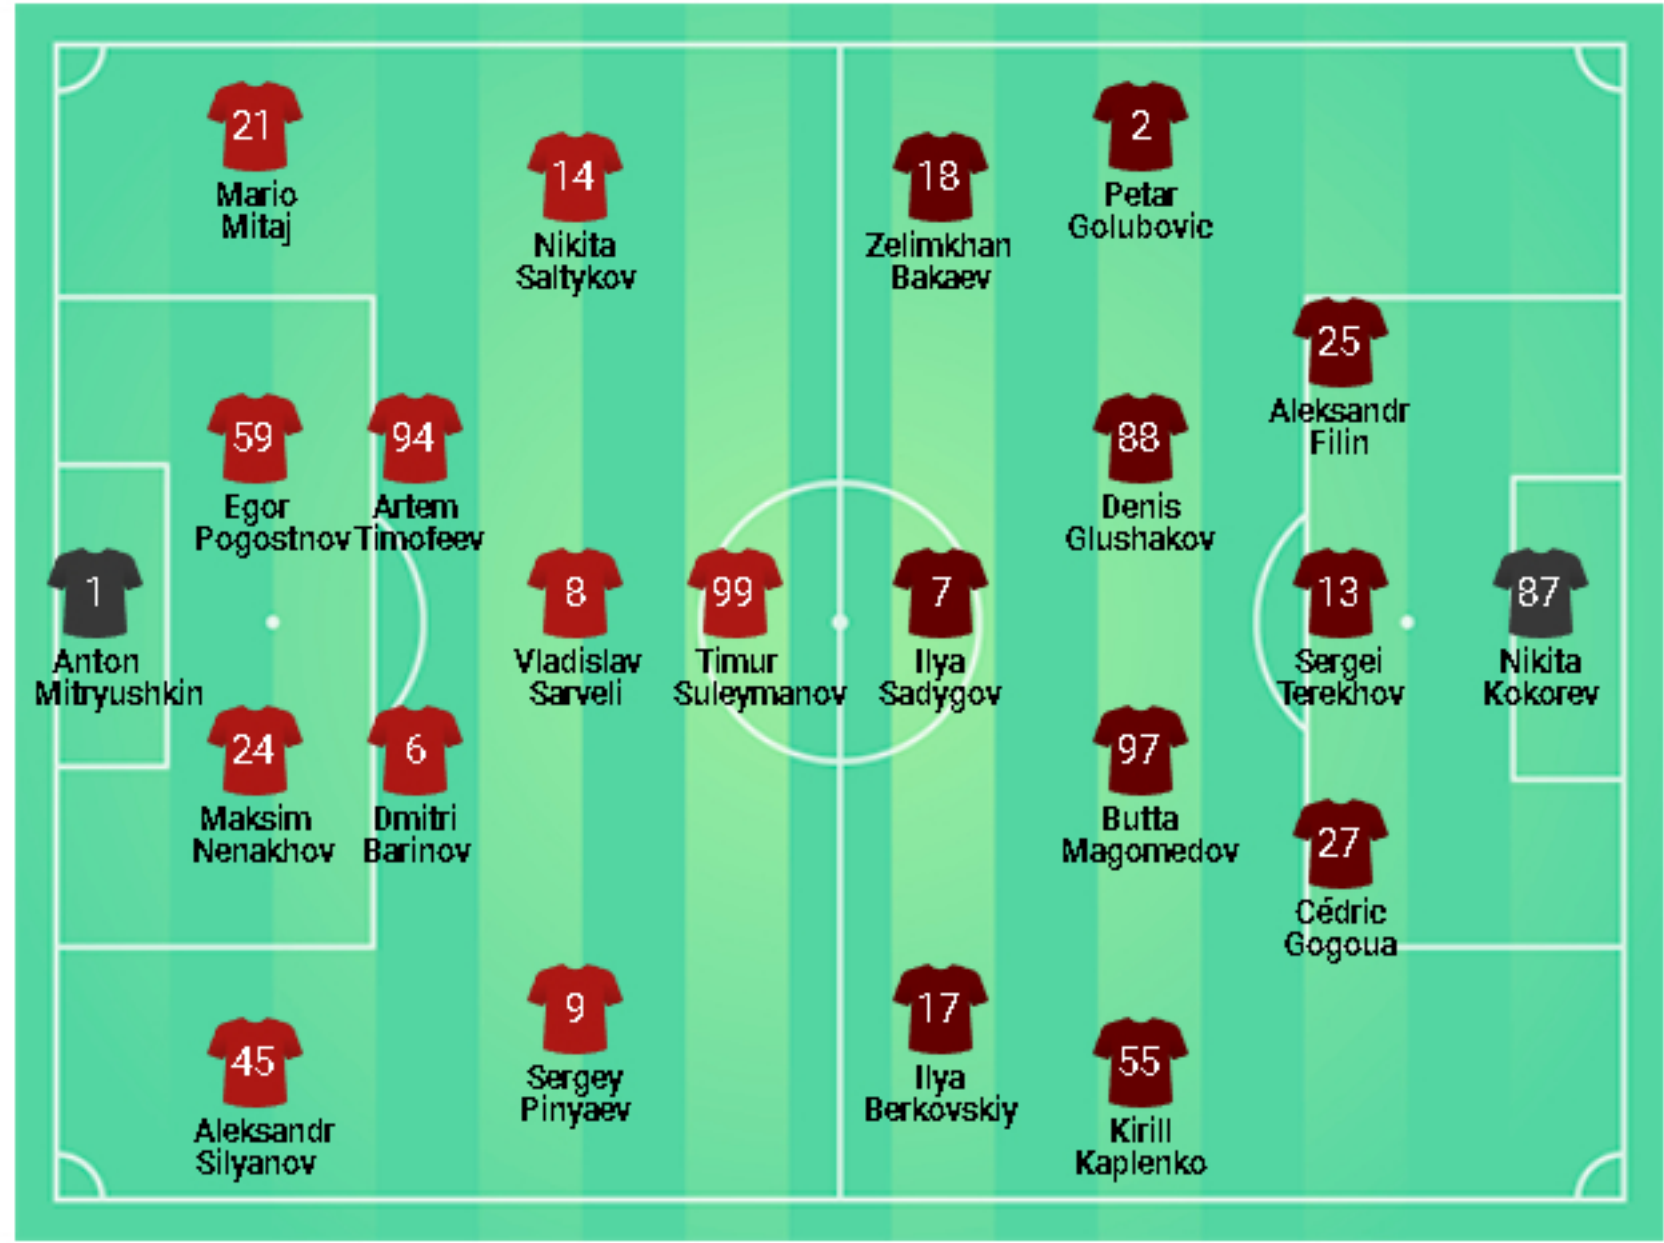 21
Mario
Mitaj
14
Nikita
Saltykov
18
Zelimkhan
Bakaev
2
Petar
Golubovic
25
Aleksandr
Filin
59
Egor
Pogostnov
94
Artem
Timofeev
88
Denis
Glushakov
1
Anton
Mitryushkin
8
Vladislav
Sarveli
99
Timur
Suleymanov
7
Ilya
Sadygov
13
Sergei
Terekhov
87
Nikita
Kokorev
24
Maksim
Nenakhov
6
Dmitri
Barinov
97
Butta
Magomedov
27
Cédric
Gogoua
9
Sergey
Pinyaev
17
Ilya
Berkovskiy
45
Aleksandr
Silyanov
55
Kirill
Kaplenko